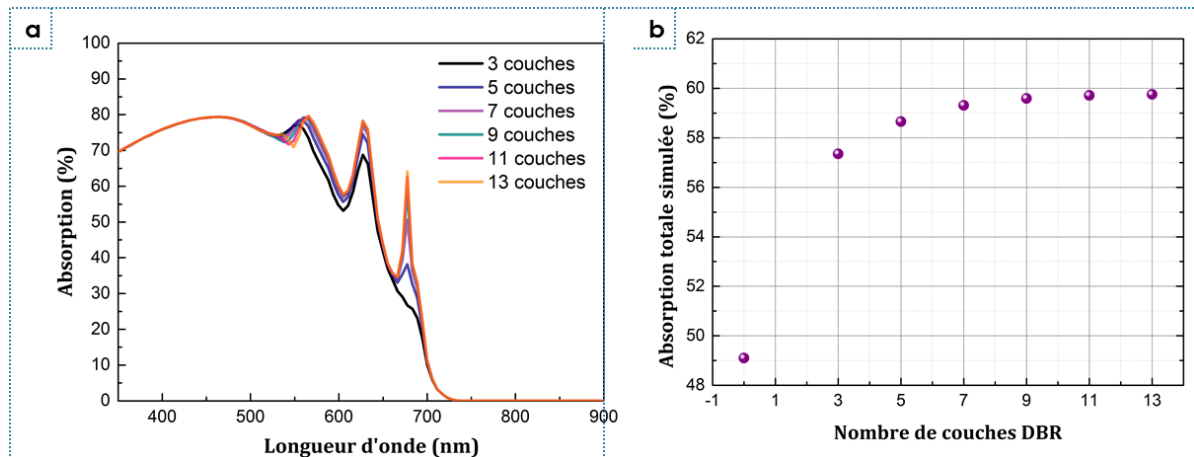 a
Absorption (%)
100
90
80
70
60
50
40
30
20
10
0
400
500
600
700
800
900
Longueur d'onde (nm)
3 couches
5 couches
7 couches
9 couches
11 couches
13 couches
b
Absorption totale simulée (%)
62
60
58
56
54
52
50
48
-1
1
3
5
7
9
11
13
Nombre de couches DBR